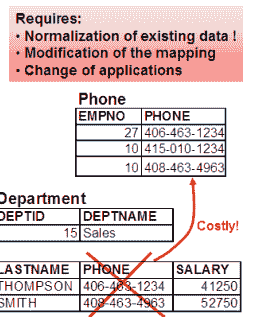 Requires:
• Normalization of existing data !
• Modification of the mapping
• Change of applications
Phone
EMPNO PHONE
27 406-463-1234
10 415-010-1234
10 408-463-4963
Department
DEPTID DEPTNAME
15 Sales
Costly!
LASTNAME PHONE SALARY
THOMPSON 406-463-1234 41250
SMITH 408-463-4963 52750